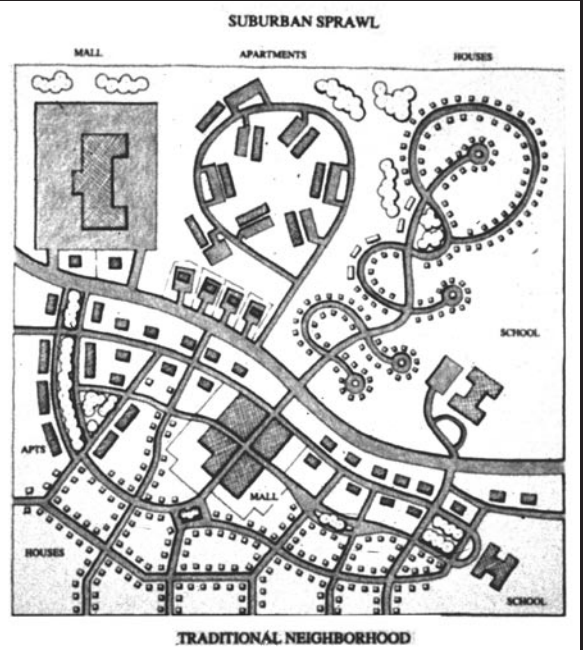 SUBURBAN SPRAWL
MALL APARTMENTS HOUSES
SCHOOL
APTS
MALL
HOUSES
SCHOOL
TRADITIONAL NEIGHBORHOOD